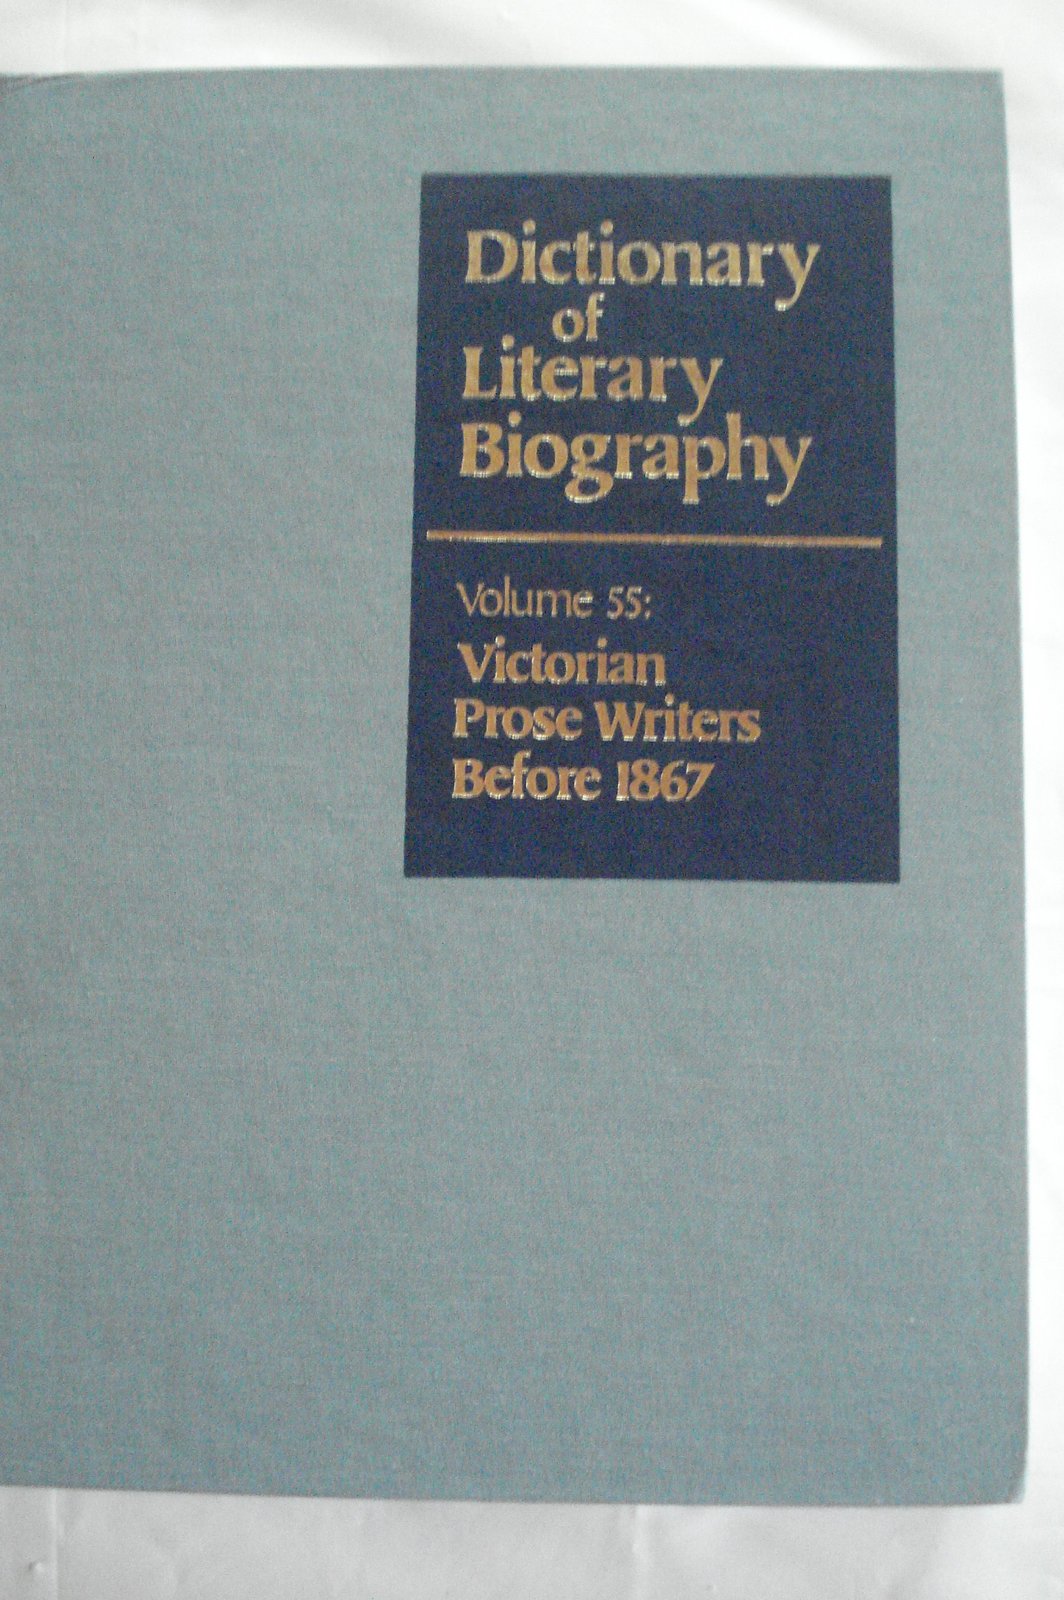 Dictionary
of
Literary
Biography
Volume 55:
Victorian
Prose Writers
Before 1867